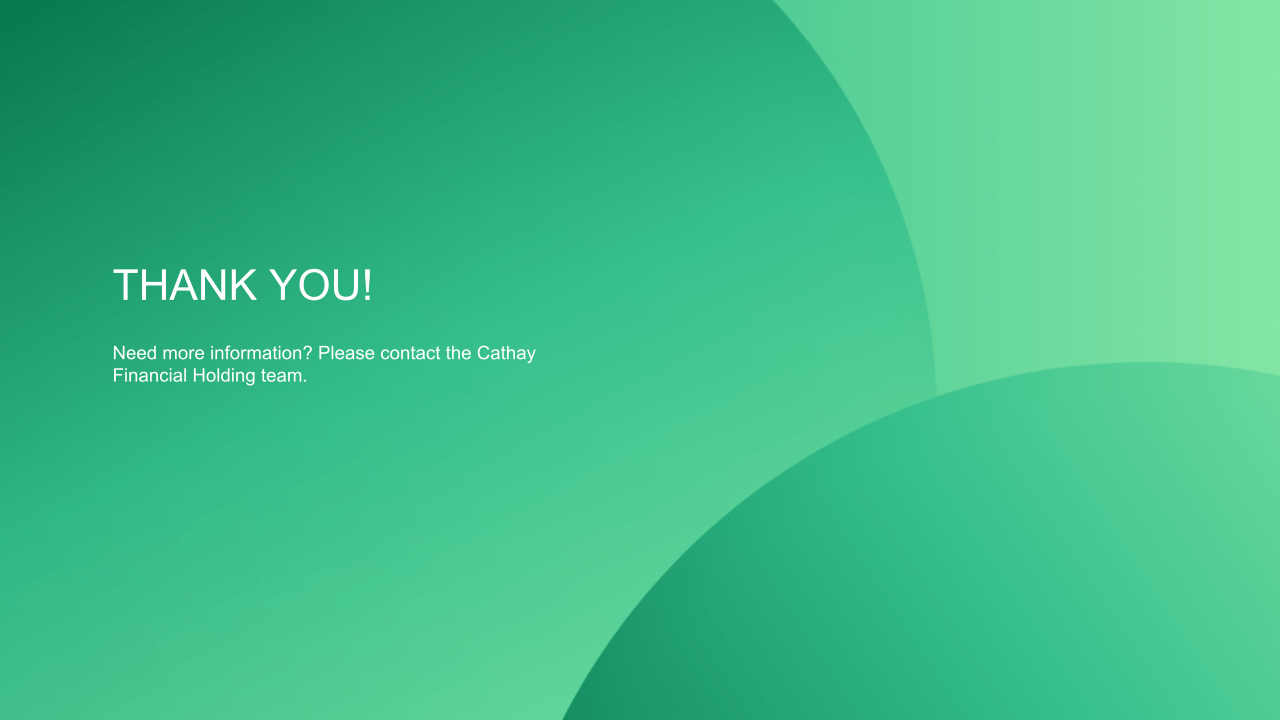 THANK YOU!
Need more information? Please contact the Cathay
Financial Holding team.